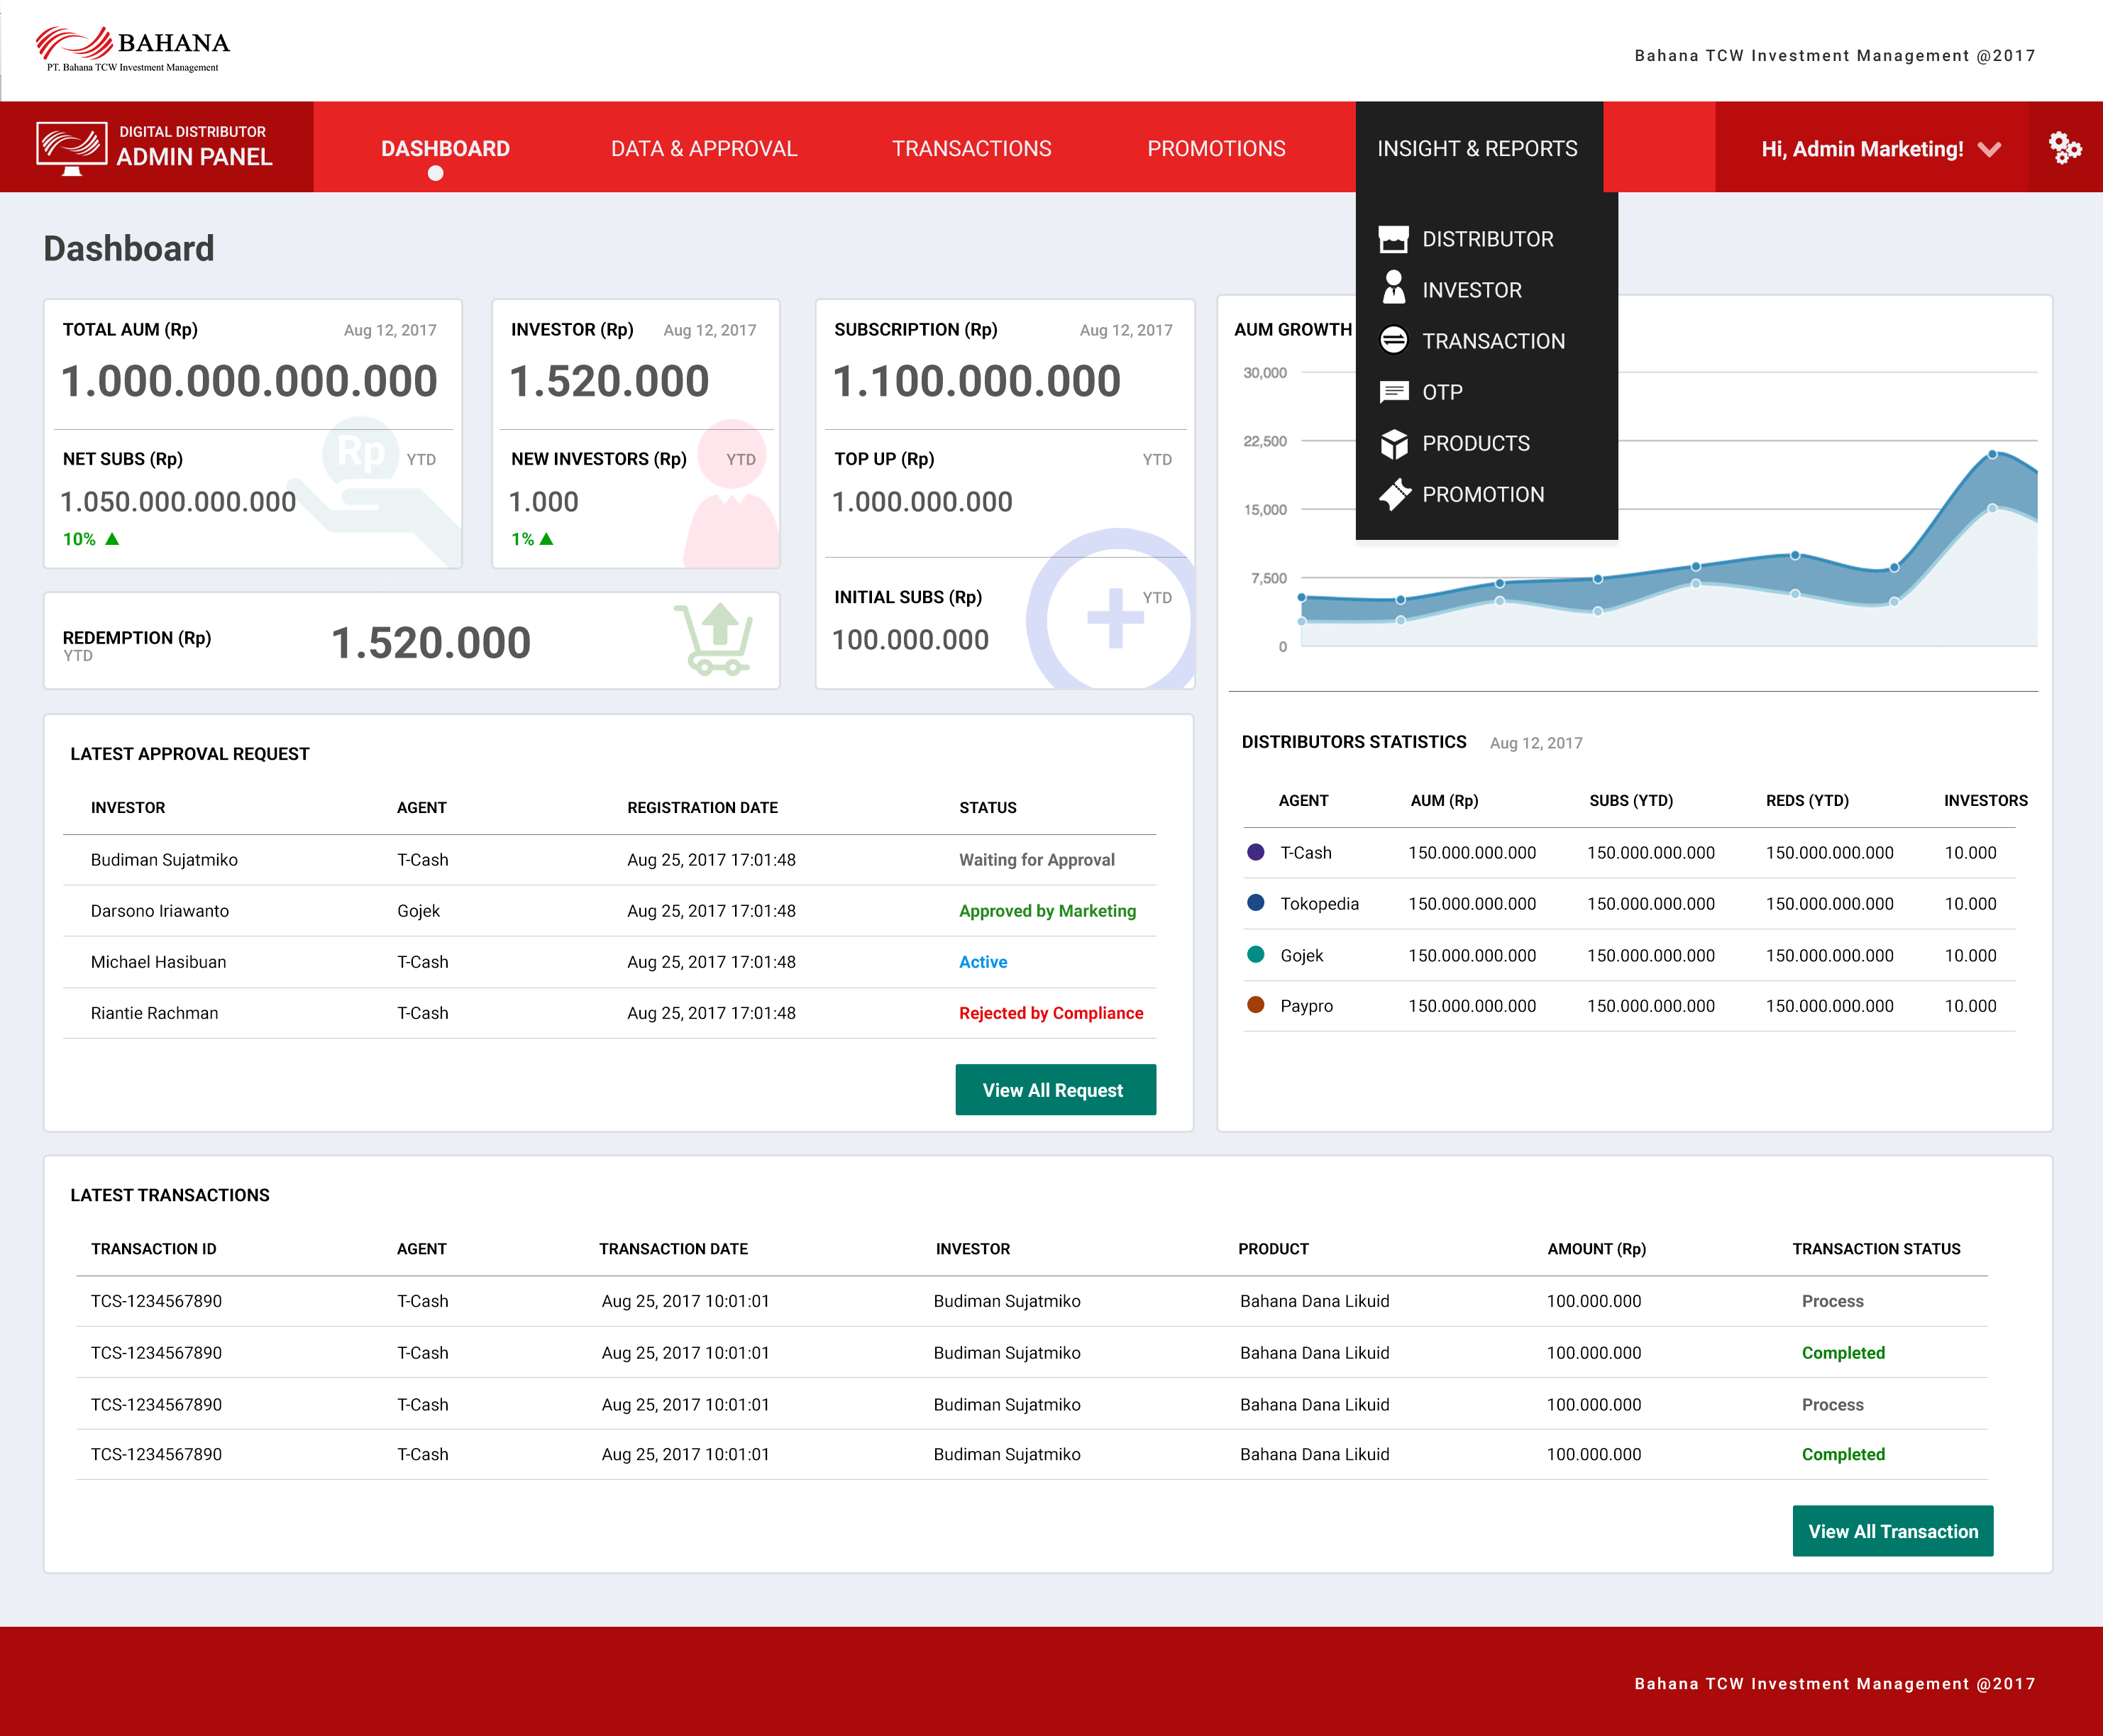 BAHANA
PT. Bahana TCW Investment Management
Bahana TCW Investment Management @2017
DIGITAL DISTRIBUTOR
ADMIN PANEL
DASHBOARD
DATA & APPROVAL
TRANSACTIONS
PROMOTIONS
INSIGHT & REPORTS
Hi, Admin Marketing!
DISTRIBUTOR
INVESTOR
TRANSACTION
OTP
PRODUCTS
PROMOTION
Dashboard
TOTAL AUM (Rp) Aug 12, 2017
1.000.000.000.000
Rp
NET SUBS (Rp) YTD
1.050.000.000.000
10%
INVESTOR (Rp) Aug 12, 2017
1.520.000
NEW INVESTORS (Rp) YTD
1.000
1%
SUBSCRIPTION (Rp) Aug 12, 2017
1.100.000.000
TOP UP (Rp) YTD
1.000.000.000
INITIAL SUBS (Rp) YTD
100.000.000
REDEMPTION (Rp)
YTD
1.520.000
AUM GROWTH
30,000
22,500
15,000
7,500
0
DISTRIBUTORS STATISTICS Aug 12, 2017
AGENT AUM (Rp) SUBS (YTD) REDS (YTD) INVESTORS
T-Cash 150.000.000.000 150.000.000.000 150.000.000.000 10.000
Tokopedia 150.000.000.000 150.000.000.000 150.000.000.000 10.000
Gojek 150.000.000.000 150.000.000.000 150.000.000.000 10.000
Paypro 150.000.000.000 150.000.000.000 150.000.000.000 10.000
LATEST APPROVAL REQUEST
INVESTOR AGENT REGISTRATION DATE STATUS
Budiman Sujatmiko T-Cash Aug 25, 2017 17:01:48 Waiting for Approval
Darsono Iriawanto Gojek Aug 25, 2017 17:01:48 Approved by Marketing
Michael Hasibuan T-Cash Aug 25, 2017 17:01:48 Active
Riantie Rachman T-Cash Aug 25, 2017 17:01:48 Rejected by Compliance
View All Request
LATEST TRANSACTIONS
TRANSACTION ID AGENT TRANSACTION DATE INVESTOR PRODUCT AMOUNT (Rp) TRANSACTION STATUS
TCS-1234567890 T-Cash Aug 25, 2017 10:01:01 Budiman Sujatmiko Bahana Dana Likuid 100.000.000 Process
TCS-1234567890 T-Cash Aug 25, 2017 10:01:01 Budiman Sujatmiko Bahana Dana Likuid 100.000.000 Completed
TCS-1234567890 T-Cash Aug 25, 2017 10:01:01 Budiman Sujatmiko Bahana Dana Likuid 100.000.000 Process
TCS-1234567890 T-Cash Aug 25, 2017 10:01:01 Budiman Sujatmiko Bahana Dana Likuid 100.000.000 Completed
View All Transaction
Bahana TCW Investment Management @2017